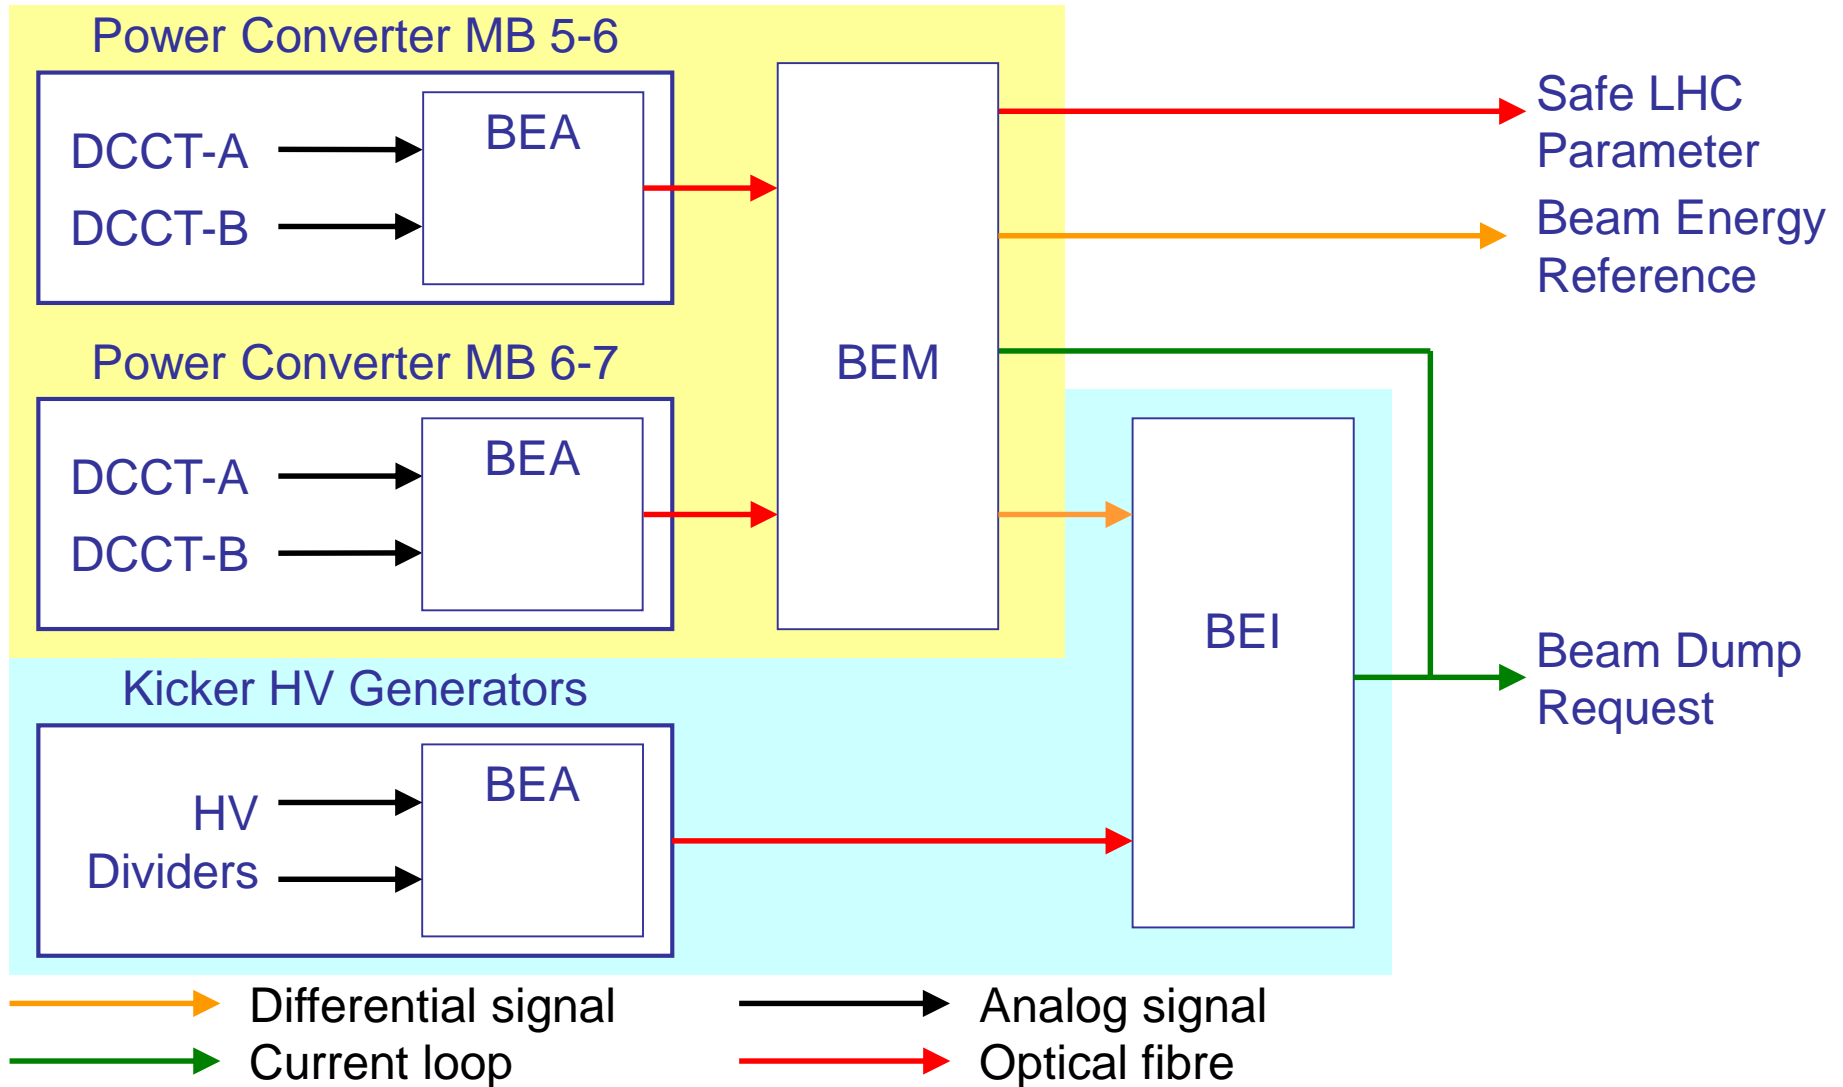 Power Converter MB 5-6
DCCT-A
DCCT-B
BEA
Power Converter MB 6-7
DCCT-A
DCCT-B
BEA
Kicker HV Generators
HV
Dividers
BEA
BEM
BEI
Safe LHC
Parameter
Beam Energy
Reference
Beam Dump
Request
Differential signal
Current loop
Analog signal
Optical fibre